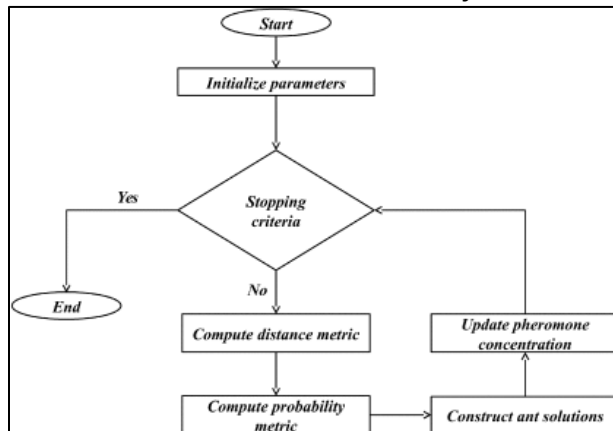 Start
Initialize parameters
Stopping
criteria
Yes
No
End
Compute distance metric
Compute probability
metric
Construct ant solutions
Update pheromone
concentration